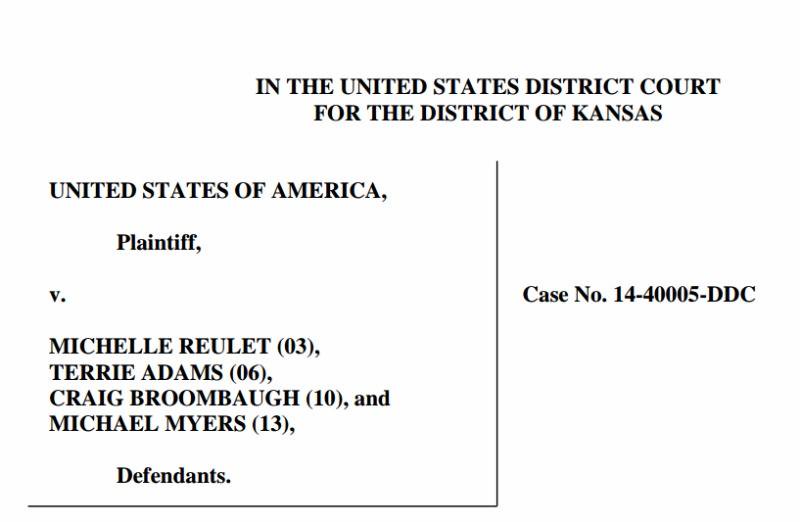 IN THE UNITED STATES DISTRICT COURT
FOR THE DISTRICT OF KANSAS
UNITED STATES OF AMERICA,
Plaintiff,
v.
Case No. 14-40005-DDC
MICHELLE REULET (03),
TERRIE ADAMS (06),
CRAIG BROOMBAUGH (10), and
MICHAEL MYERS (13),
Defendants.